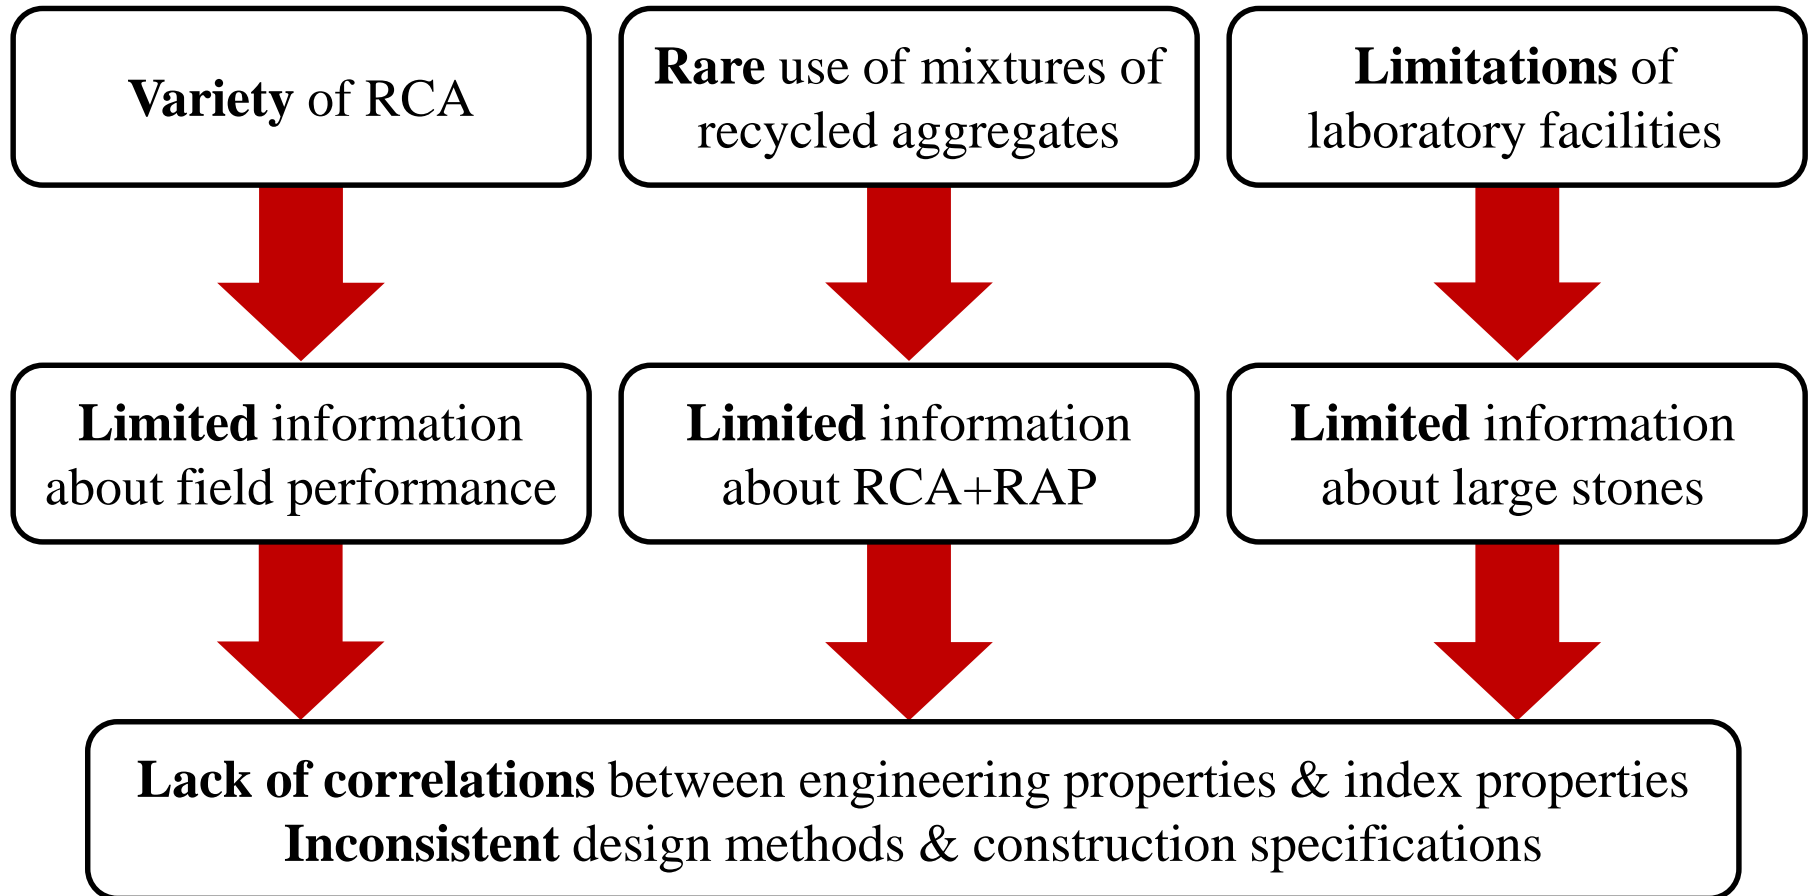 Variety of RCA
Rare use of mixtures of
recycled aggregates
Limitations of
laboratory facilities
Limited information
about field performance
Limited information
about RCA+RAP
Limited information
about large stones
Lack of correlations between engineering properties & index properties
Inconsistent design methods & construction specifications